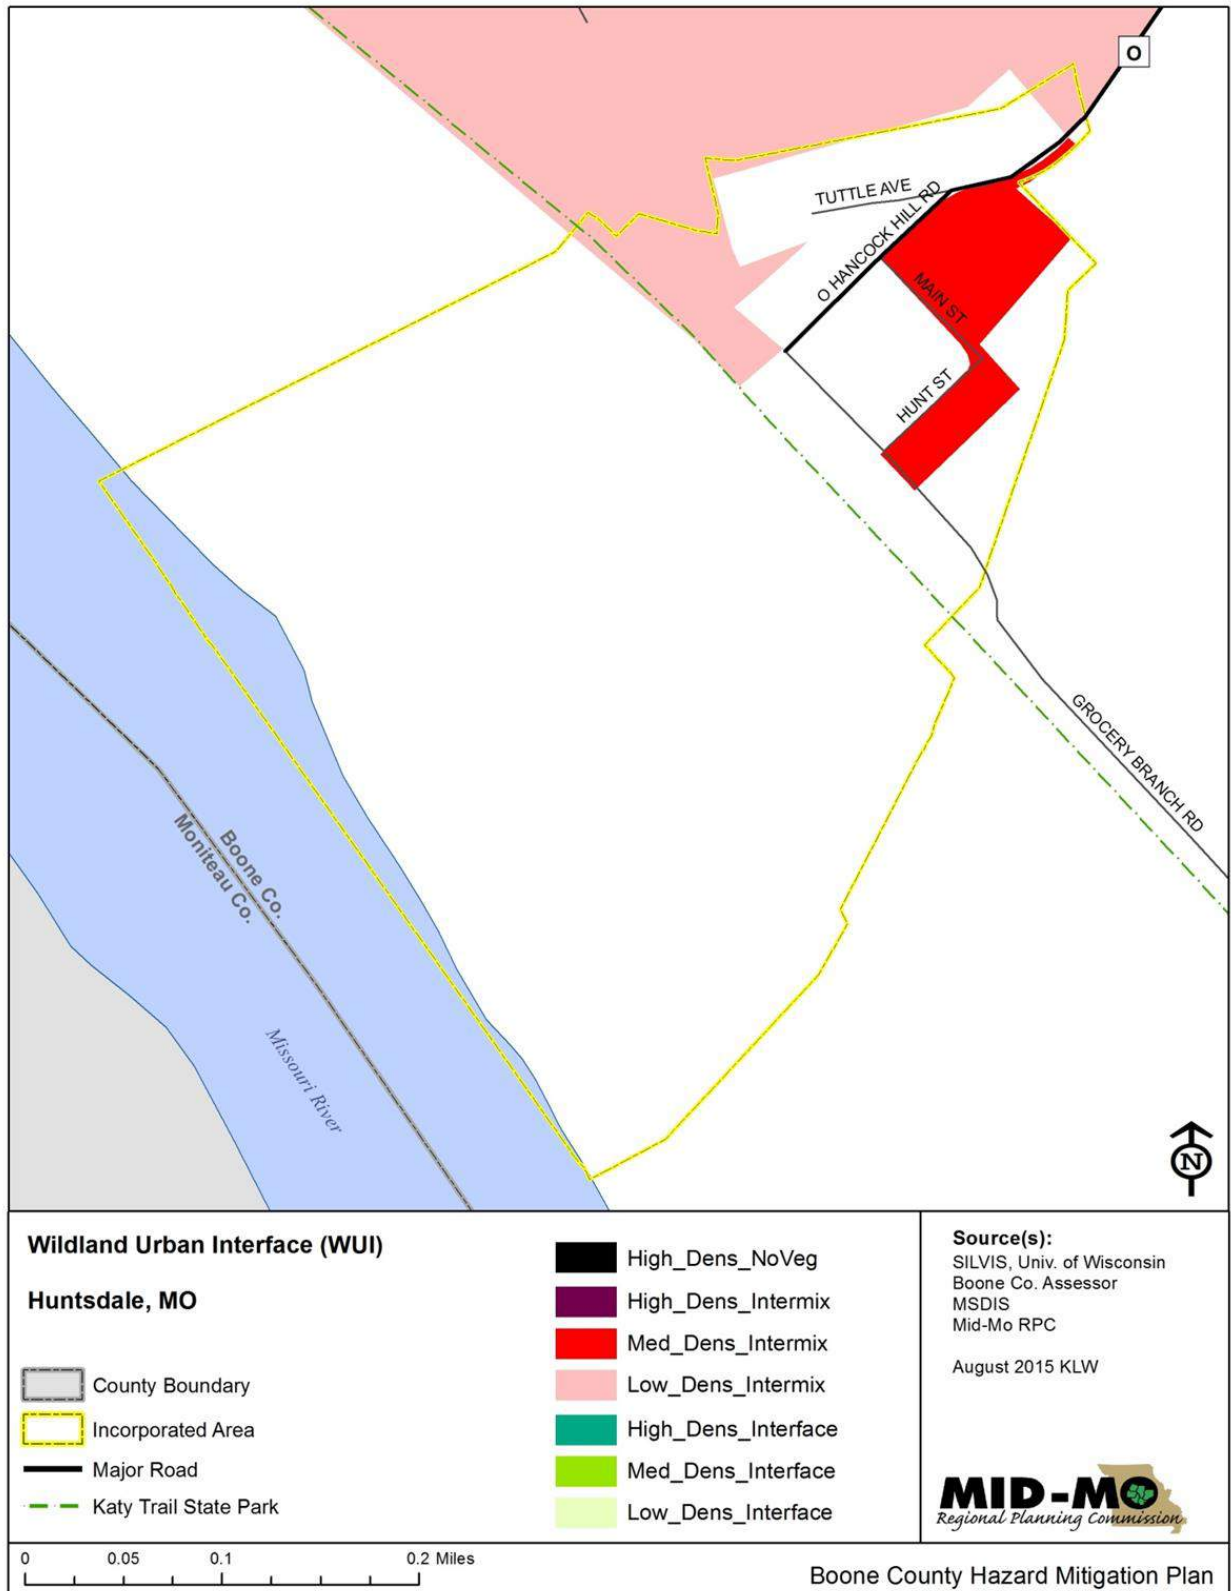 O
TUTTLE AVE
O HANCOCK HILL RD
MAIN ST
HUNT ST
GROCERY BRANCH RD
Boone Co.
Moniteau Co.
Missouri River
N
Wildland Urban Interface (WUI)
Huntsdale, MO
County Boundary
Incorporated Area
Major Road
Katy Trail State Park
High_Dens_NoVeg
High_Dens_Intermix
Med_Dens_Intermix
Low_Dens_Intermix
High_Dens_Interface
Med_Dens_Interface
Low_Dens_Interface
Source(s):
SILVIS, Univ. of Wisconsin
Boone Co. Assessor
MSDIS
Mid-Mo RPC
August 2015 KLW
MID-MO
Regional Planning Commission
0 0.05 0.1 0.2 Miles
Boone County Hazard Mitigation Plan